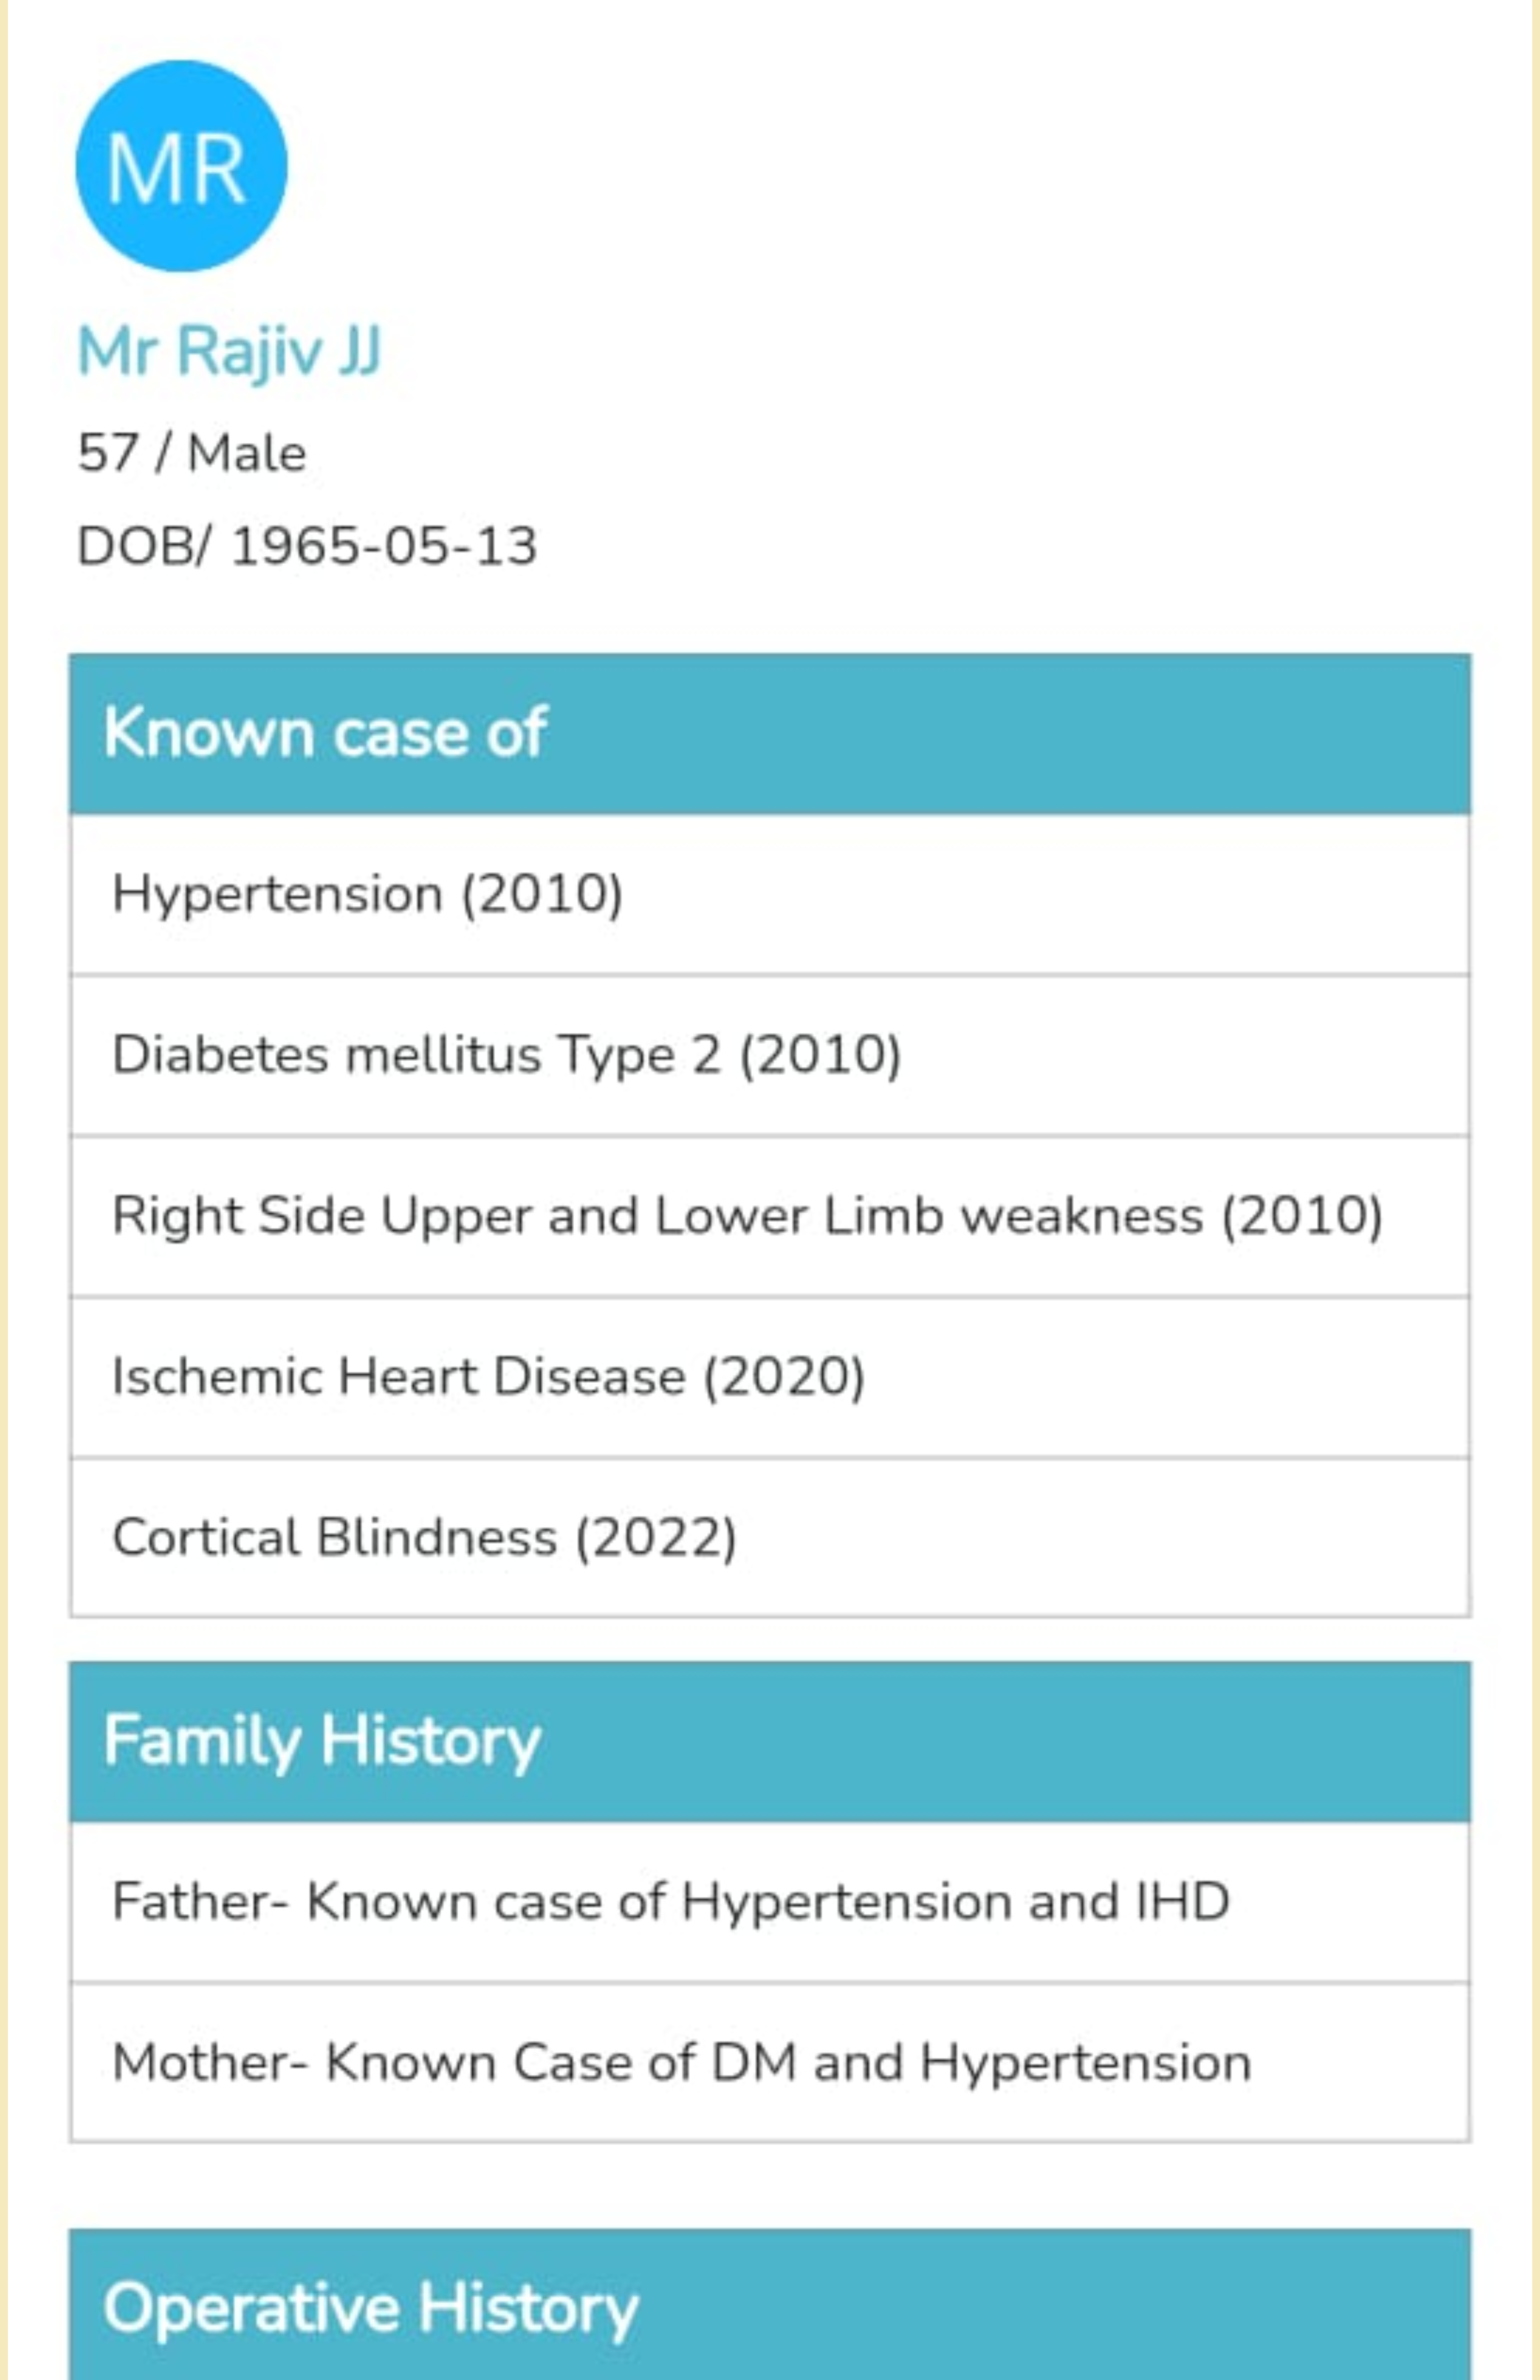 MR
Mr Rajiv JJ
57 / Male
DOB/ 1965-05-13
Known case of
Hypertension (2010)
Diabetes mellitus Type 2 (2010)
Right Side Upper and Lower Limb weakness (2010)
Ischemic Heart Disease (2020)
Cortical Blindness (2022)
Family History
Father- Known case of Hypertension and IHD
Mother- Known Case of DM and Hypertension
Operative History